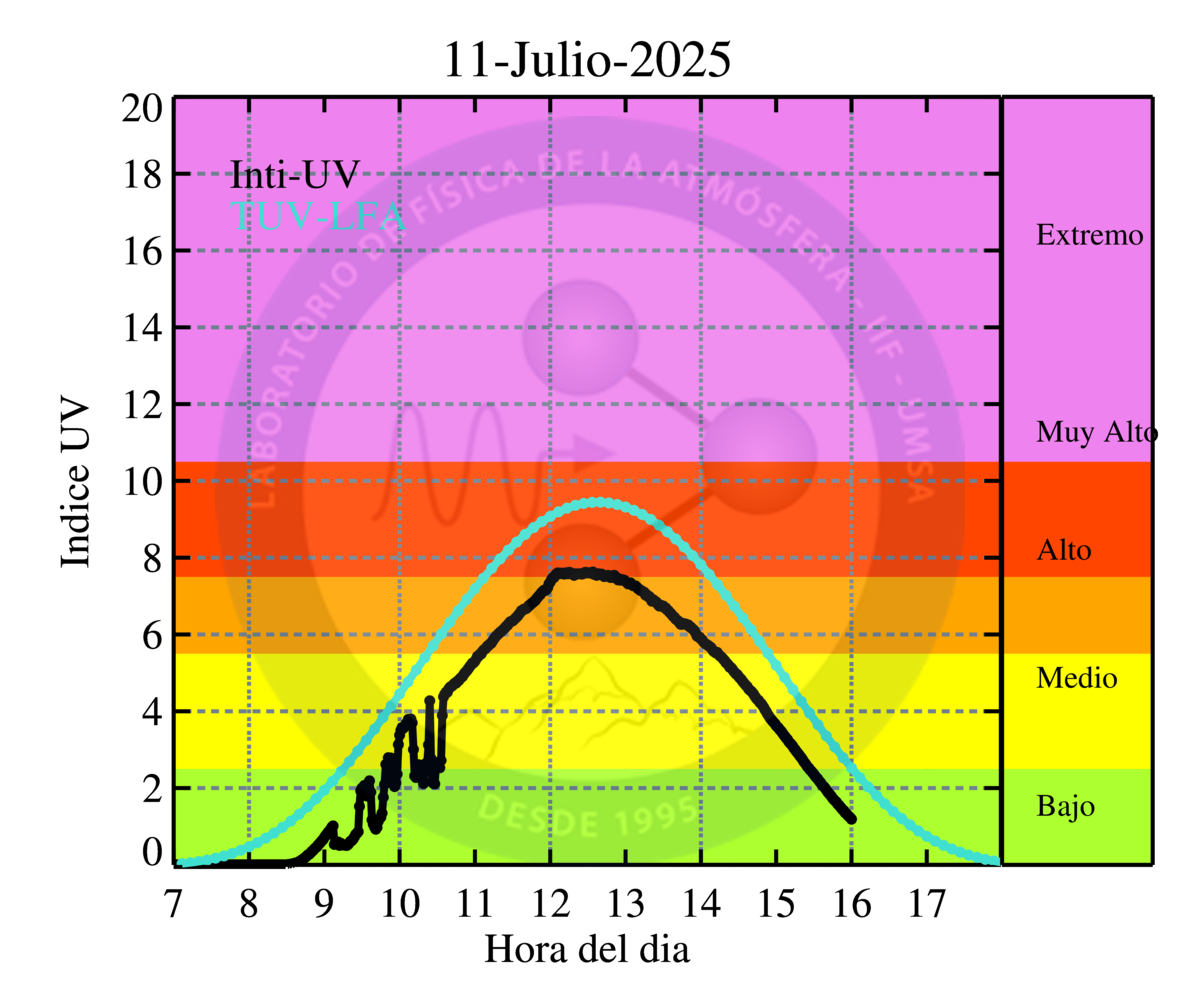 11-Julio-2025
Inti-UV
TUV-LFA
LABORATORIO DE FÍSICA DE LA ATMÓSFERA - IIF - UMSA
DESDE 1995
Indice UV
20
18
16
14
12
10
8
6
4
2
0
Extremo
Muy Alto
Alto
Medio
Bajo
7 8 9 10 11 12 13 14 15 16 17
Hora del dia